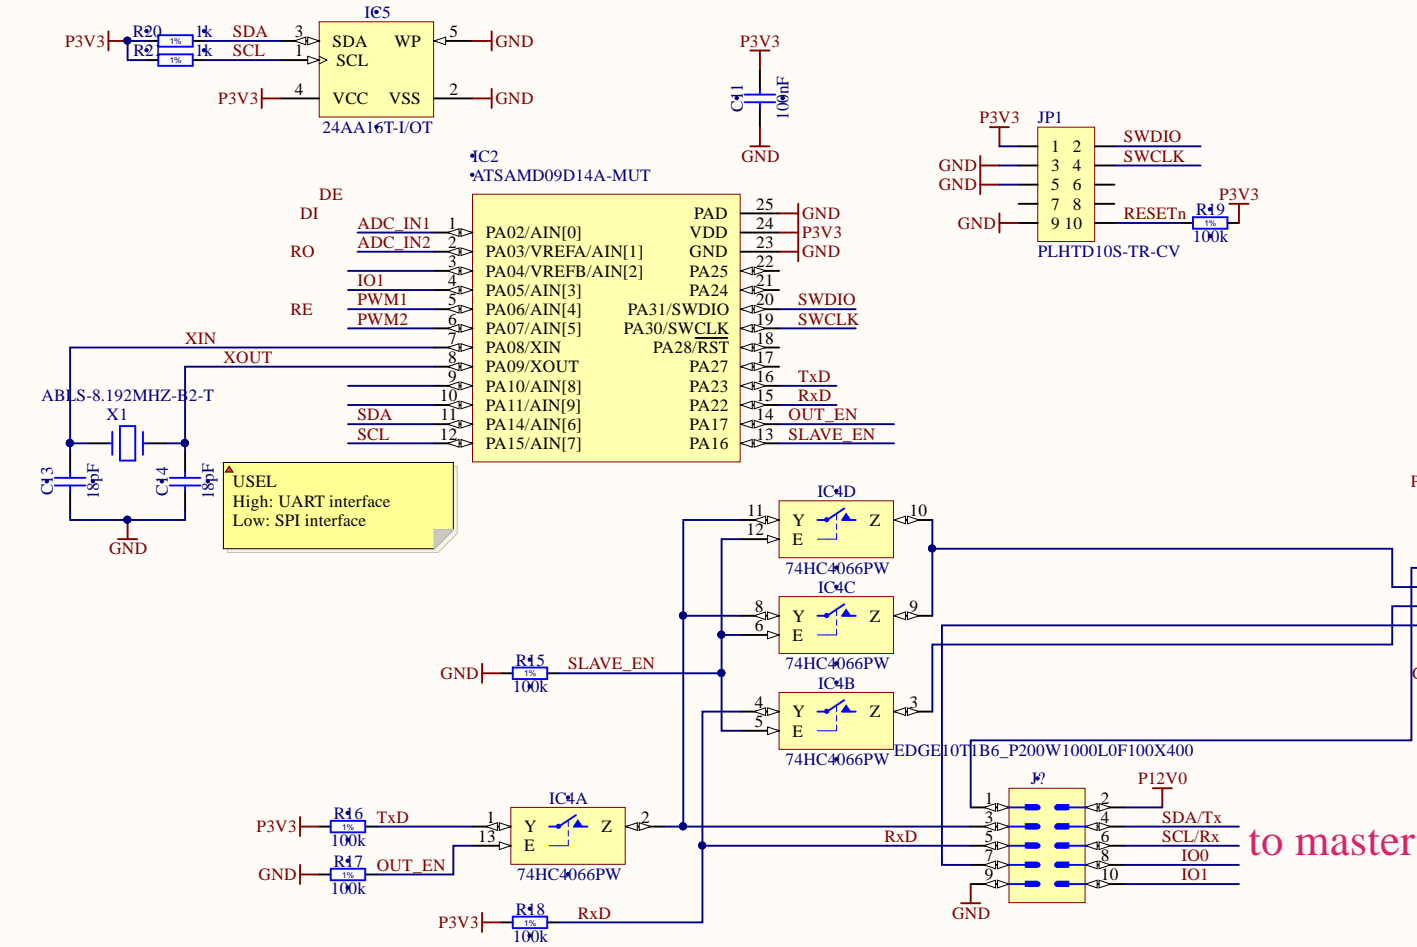 IC5
P3V3 R20 1k SDA 3 SDA WP 5 GND
R21 1% 1k SCL 1 SCL
1%
P3V3 4 VCC VSS 2 GND
24AA16T-I/OT
P3V3
C11 100nF
GND
JP1
P3V3 1 2 SWDIO
GND 3 4 SWCLK
GND 5 6
7 8
GND 9 10 RESETn R19 1% 100k P3V3
PLHTD10S-TR-CV
IC2
ATSAMD09D14A-MUT
DE
DI
RO
RE
PAD 25 GND
ADC_IN1 1 PA02/AIN[0] VDD 24 P3V3
ADC_IN2 2 PA03/VREFA/AIN[1] GND 23 GND
3 PA04/VREFB/AIN[2] PA25 22
IO1 4 PA05/AIN[3] PA24 21
PWM1 5 PA06/AIN[4] PA31/SWDIO 20 SWDIO
PWM2 6 PA07/AIN[5] PA30/SWCLK 19 SWCLK
XIN 7 PA08/XIN PA28/RST 18
XOUT 8 PA09/XOUT PA27 17
9 PA10/AIN[8] PA23 16 TxD
10 PA11/AIN[9] PA22 15 RxD
SDA 11 PA14/AIN[6] PA17 14 OUT_EN
SCL 12 PA15/AIN[7] PA16 13 SLAVE_EN
ABLS-8.192MHZ-B2-T
X1
C13 18pF C14 18pF
GND
USEL
High: UART interface
Low: SPI interface
IC4D
11 Y Z 10
12 E
74HC4066PW
IC4C
8 Y Z 9
6 E
74HC4066PW
GND R15 1% 100k SLAVE_EN
IC4B
4 Y Z 3
5 E
74HC4066PW
EDGE10T1B6_P200W1000L0F100X400
J?
P12V0
IC4A
P3V3 R16 1% 100k TxD 1 Y Z 2
13 E
GND R17 1% 100k OUT_EN
74HC4066PW
P3V3 R18 1% 100k RxD
1 2
3 4 SDA/Tx
RxD 5 6 SCL/Rx
7 8 IO0
9 10 IO1
GND
to master